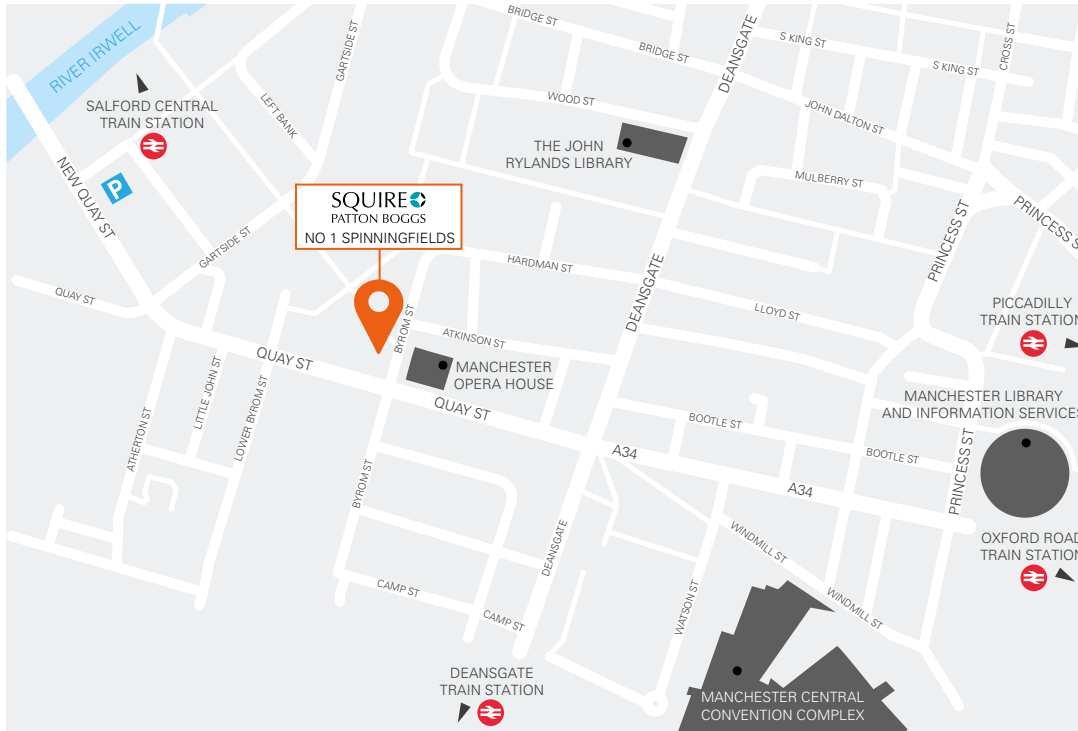 BRIDGE ST
BRIDGE ST
DEANSGATE
S KING ST
S KING ST
CROSS ST
RIVER IRWELL
GARTSIDE ST
SALFORD CENTRAL
TRAIN STATION
LEFT BANK
WOOD ST
JOHN DALTON ST
THE JOHN
RYLANDS LIBRARY
MULBERRY ST
P
NEW QUAY ST
SQUIRE
PATTON BOGGS
NO 1 SPINNINGFIELDS
GARTSIDE ST
PRINCESS ST
PRINCESS S
HARDMAN ST
DEANSGATE
QUAY ST
LLOYD ST
PICCADILLY
TRAIN STATION
BYROM ST
ATKINSON ST
QUAY ST
MANCHESTER
OPERA HOUSE
LITTLE JOHN ST
LOWER BYROM ST
ATHERTON ST
QUAY ST
MANCHESTER LIBRARY
AND INFORMATION SERVICES
BOOTLE ST
BOOTLE ST
A34
A34
PRINCESS ST
BYROM ST
DEANSGATE
WINDMILL ST
WINDMILL ST
OXFORD ROAD
TRAIN STATION
CAMP ST
CAMP ST
WATSON ST
DEANSGATE
TRAIN STATION
MANCHESTER CENTRAL
CONVENTION COMPLEX